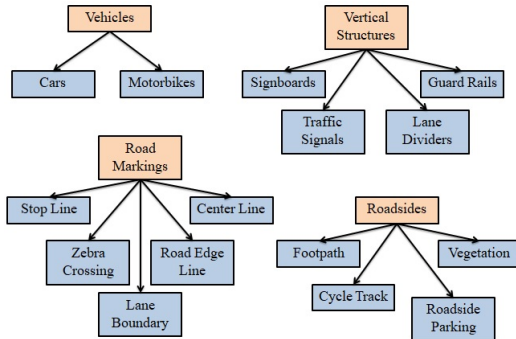 Vehicles
Cars
Motorbikes
Vertical
Structures
Signboards
Guard Rails
Traffic
Signals
Lane
Dividers
Road
Markings
Stop Line
Center Line
Zebra
Crossing
Road Edge
Line
Lane
Boundary
Roadsides
Footpath
Vegetation
Cycle Track
Roadside
Parking